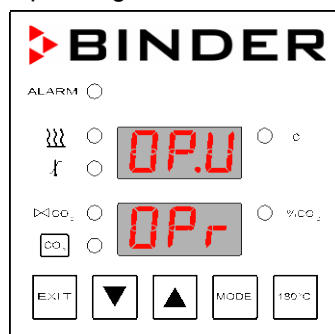 BINDER
ALARM
OP.U
c
CO₂
OPr
%CO₂
CO₂
EXIT
MODE
180°C